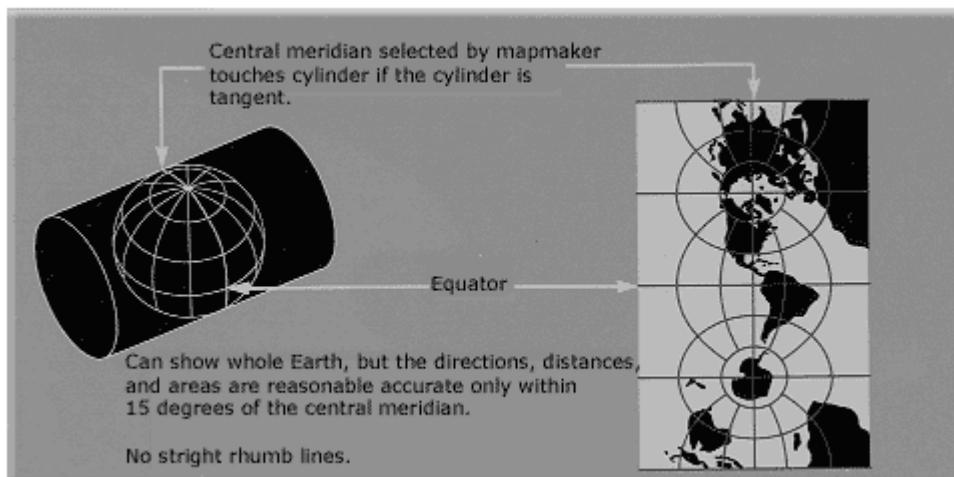 Central meridian selected by mapmaker
touches cylinder if the cylinder is
tangent.
Equator
Can show whole Earth, but the directions, distances,
and areas are reasonable accurate only within
15 degrees of the central meridian.
No stright rhumb lines.